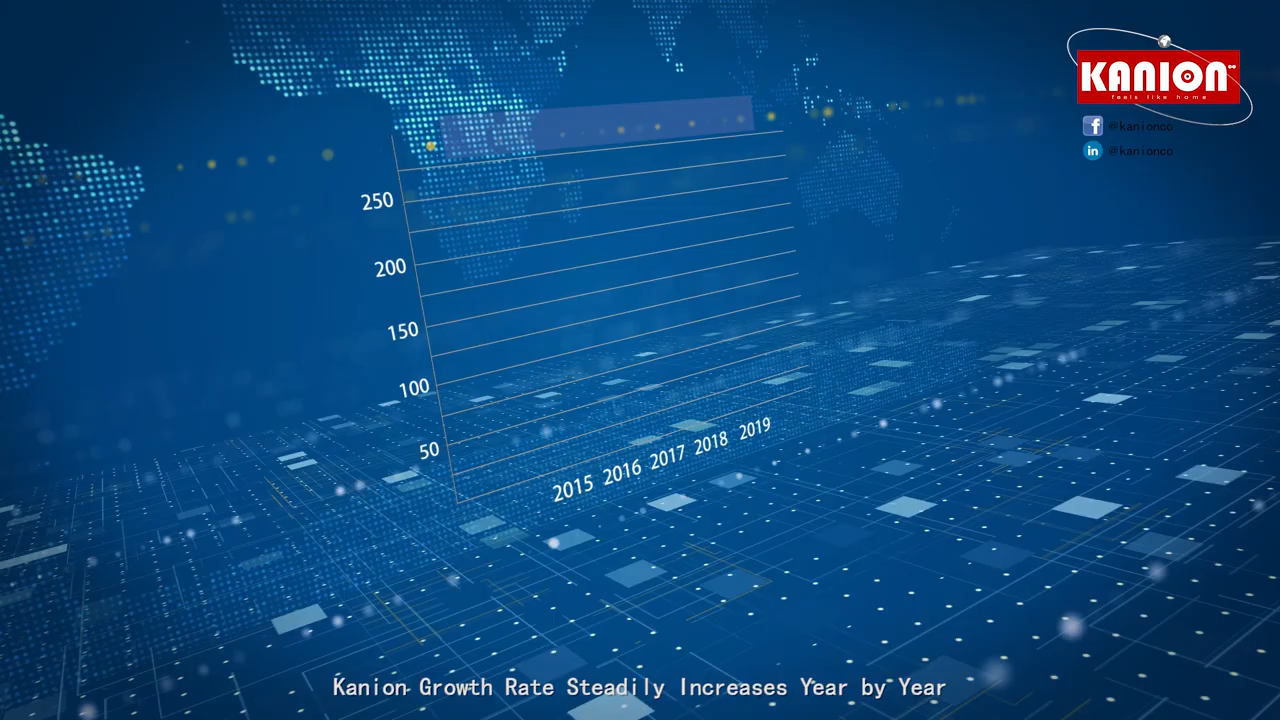 KANION
feels like home
@kanionco
@kanionco
250
200
150
100
50
2015 2016 2017 2018 2019
Kanion Growth Rate Steadily Increases Year by Year